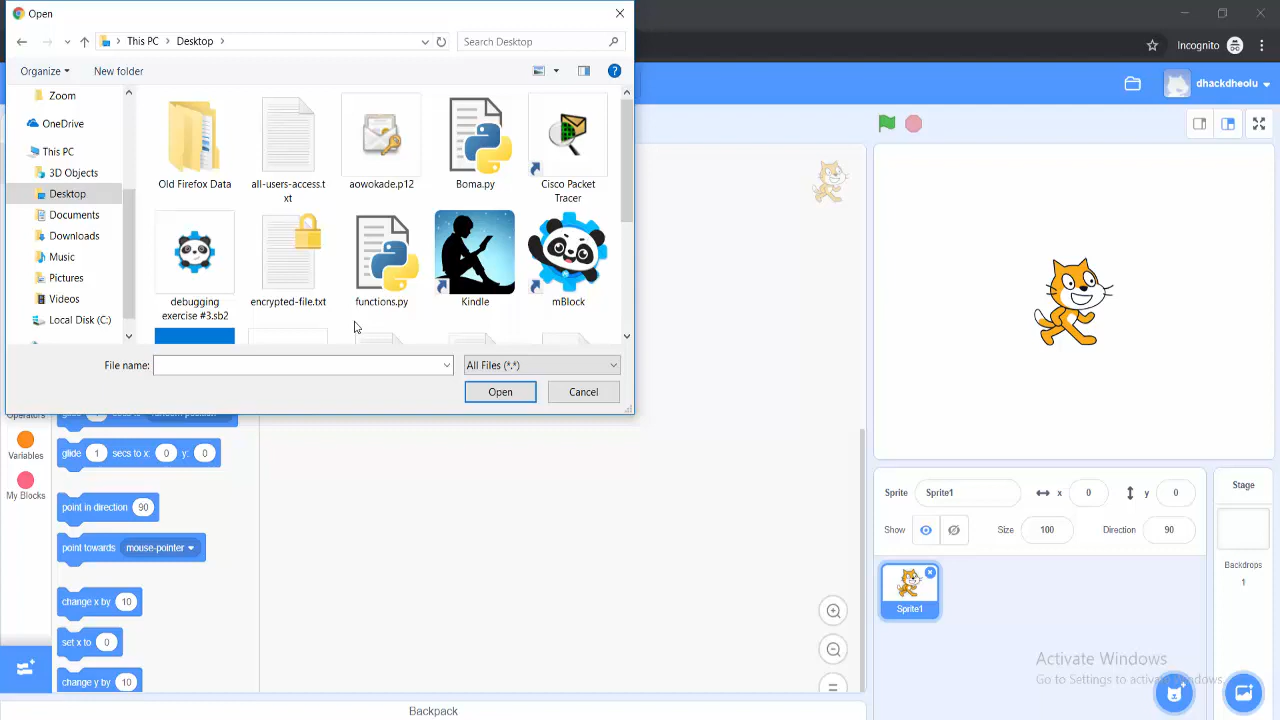 Open
This PC
Desktop
Search Desktop
Incognito
Organize
New folder
dhackdheolu
Zoom
OneDrive
This PC
3D Objects
Desktop
Documents
Downloads
Music
Pictures
Videos
Local Disk (C:)
Old Firefox Data
all-users-access.t
xt
aowokade.p12
Boma.py
Cisco Packet
Tracer
debugging
exercise #3.sb2
encrypted-file.txt
functions.py
Kindle
mBlock
File name:
All Files (*.*)
Open
Cancel
Operators
Variables
My Blocks
glide 1 secs to x: 0 y: 0
point in direction 90
point towards mouse-pointer
change x by 10
set x to 0
change y by 10
Sprite Sprite1 x 0 y 0
Show Size 100 Direction 90
Sprite1
Stage
Backdrops
1
Activate Windows
Go to Settings to activate Windows.
Backpack